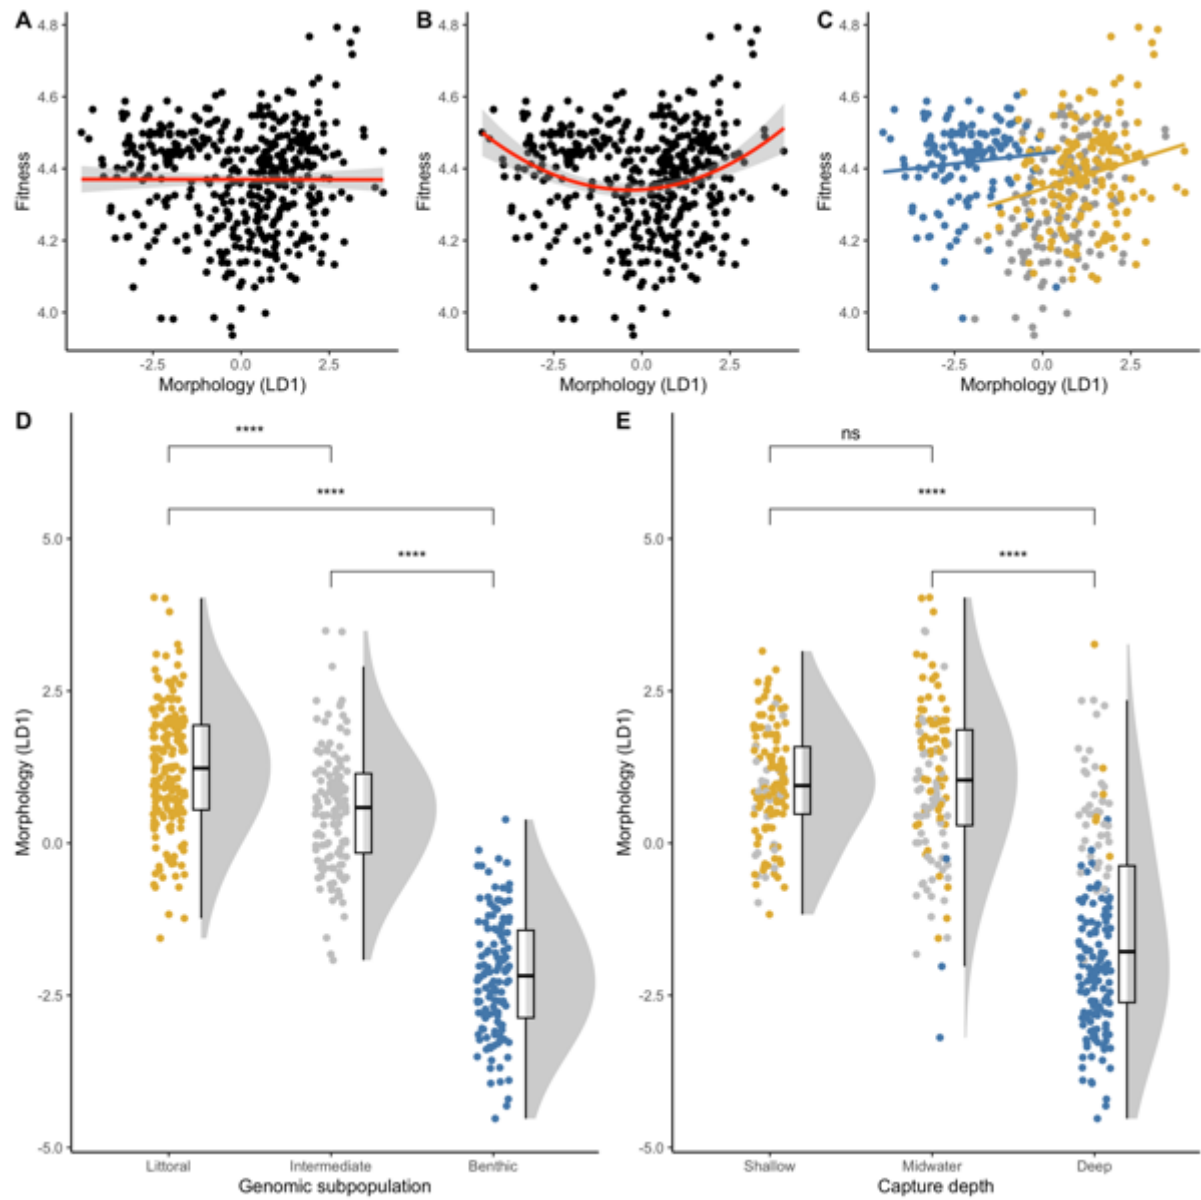 A
B
C
4.8
4.6
4.4
4.2
4.0
Fitness
-2.5
0.0
2.5
Morphology (LD1)
4.8
4.6
4.4
4.2
4.0
Fitness
-2.5
0.0
2.5
Morphology (LD1)
4.8
4.6
4.4
4.2
4.0
Fitness
-2.5
0.0
2.5
Morphology (LD1)
D
****
****
****
5.0
2.5
0.0
-2.5
-5.0
Morphology (LD1)
Littoral
Intermediate
Benthic
Genomic subpopulation
E
ns
****
****
5.0
2.5
0.0
-2.5
-5.0
Morphology (LD1)
Shallow
Midwater
Deep
Capture depth